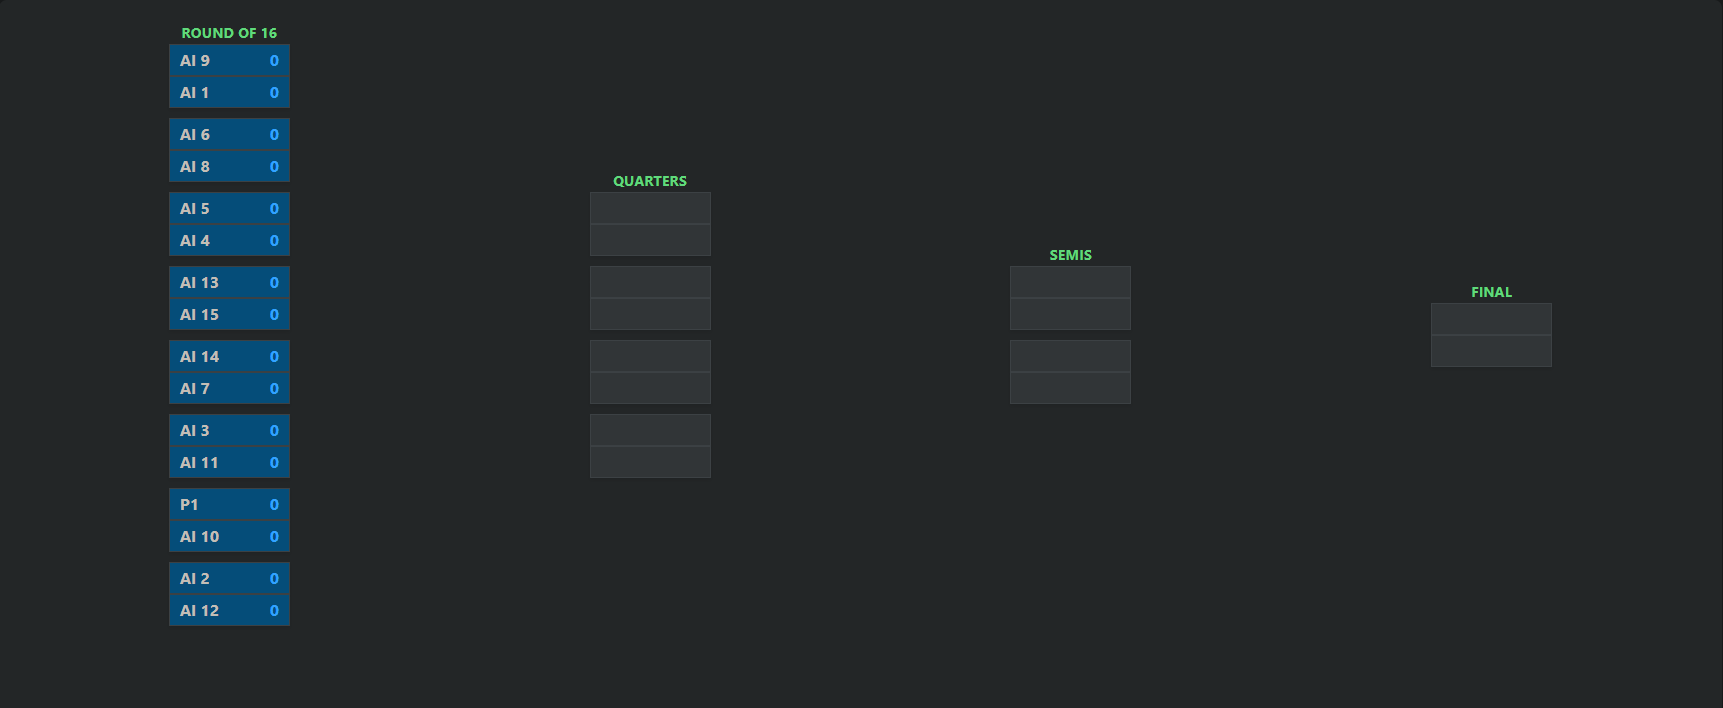 ROUND OF 16
AI 9 0
AI 1 0
AI 6 0
AI 8 0
AI 5 0
AI 4 0
AI 13 0
AI 15 0
AI 14 0
AI 7 0
AI 3 0
AI 11 0
P1 0
AI 10 0
AI 2 0
AI 12 0
QUARTERS
SEMIS
FINAL